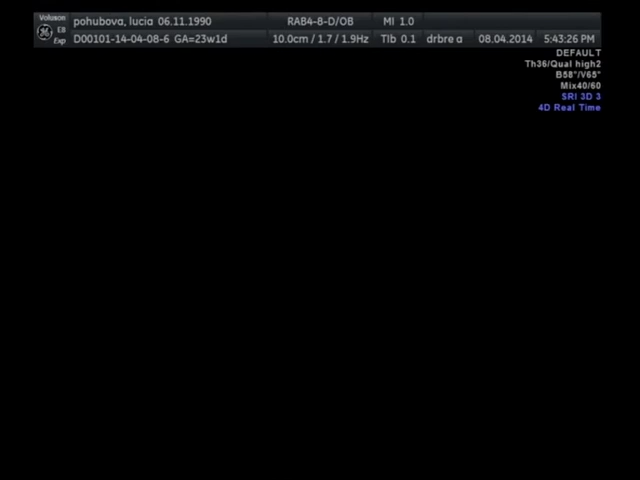 Voluson E8 Exp
pohubova, lucia 06.11.1990 RAB4-8-D/OB MI 1.0
D00101-14-04-08-6 GA=23w1d 10.0cm / 1.7 / 1.9Hz TIb 0.1 drbre a 08.04.2014 5:43:26 PM
DEFAULT
Th36/Qual high2
B58°/V65°
Mix40/60
SRI 3D 3
4D Real Time